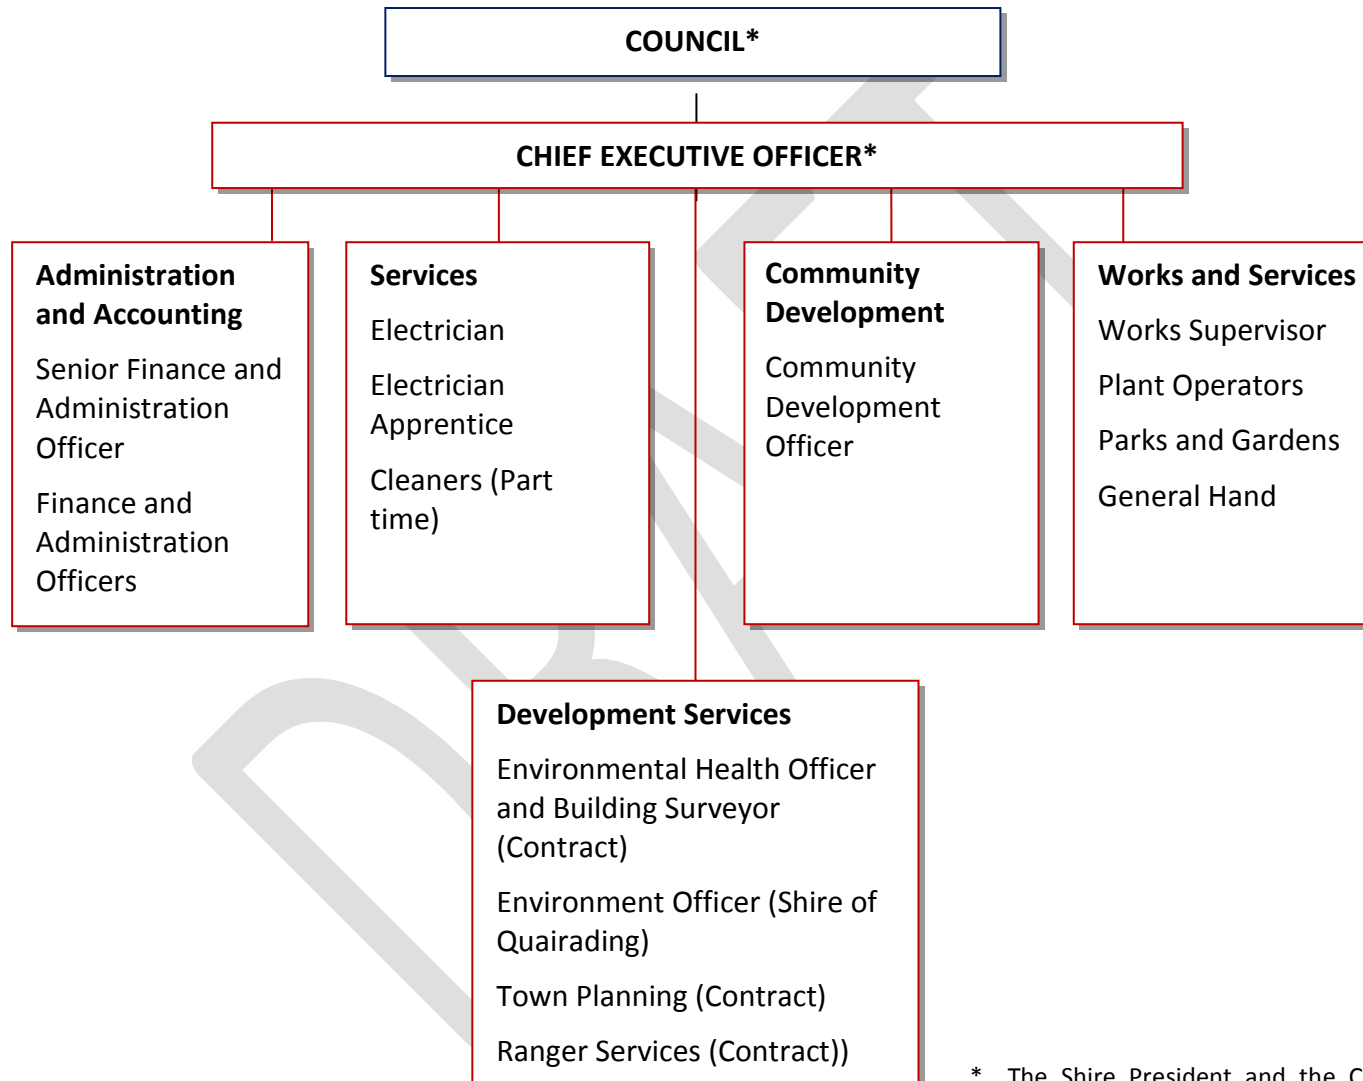 COUNCIL*
CHIEF EXECUTIVE OFFICER*
Administration
and Accounting
Senior Finance and
Administration
Officer
Finance and
Administration
Officers
Services
Electrician
Electrician
Apprentice
Cleaners (Part
time)
Community
Development
Community
Development
Officer
Works and Services
Works Supervisor
Plant Operators
Parks and Gardens
General Hand
Development Services
Environmental Health Officer
and Building Surveyor
(Contract)
Environment Officer (Shire of
Quairading)
Town Planning (Contract)
Ranger Services (Contract))
* The Shire President and the C
DRAFT